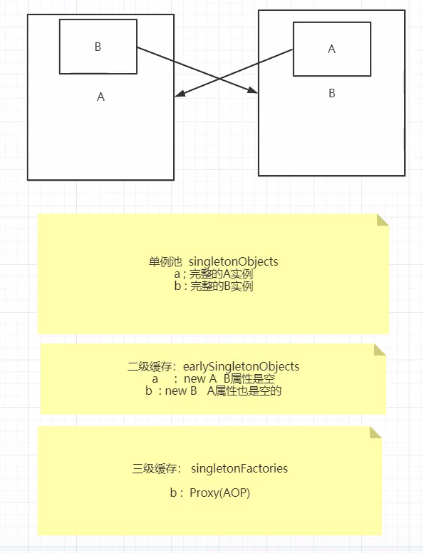 B
A
A
B
单例池 singletonObjects
a ; 完整的A实例
b : 完整的B实例
二级缓存：earlySingletonObjects
a ： new A B属性是空
b : new B A属性也是空的
三级缓存： singletonFactories
b : Proxy(AOP)